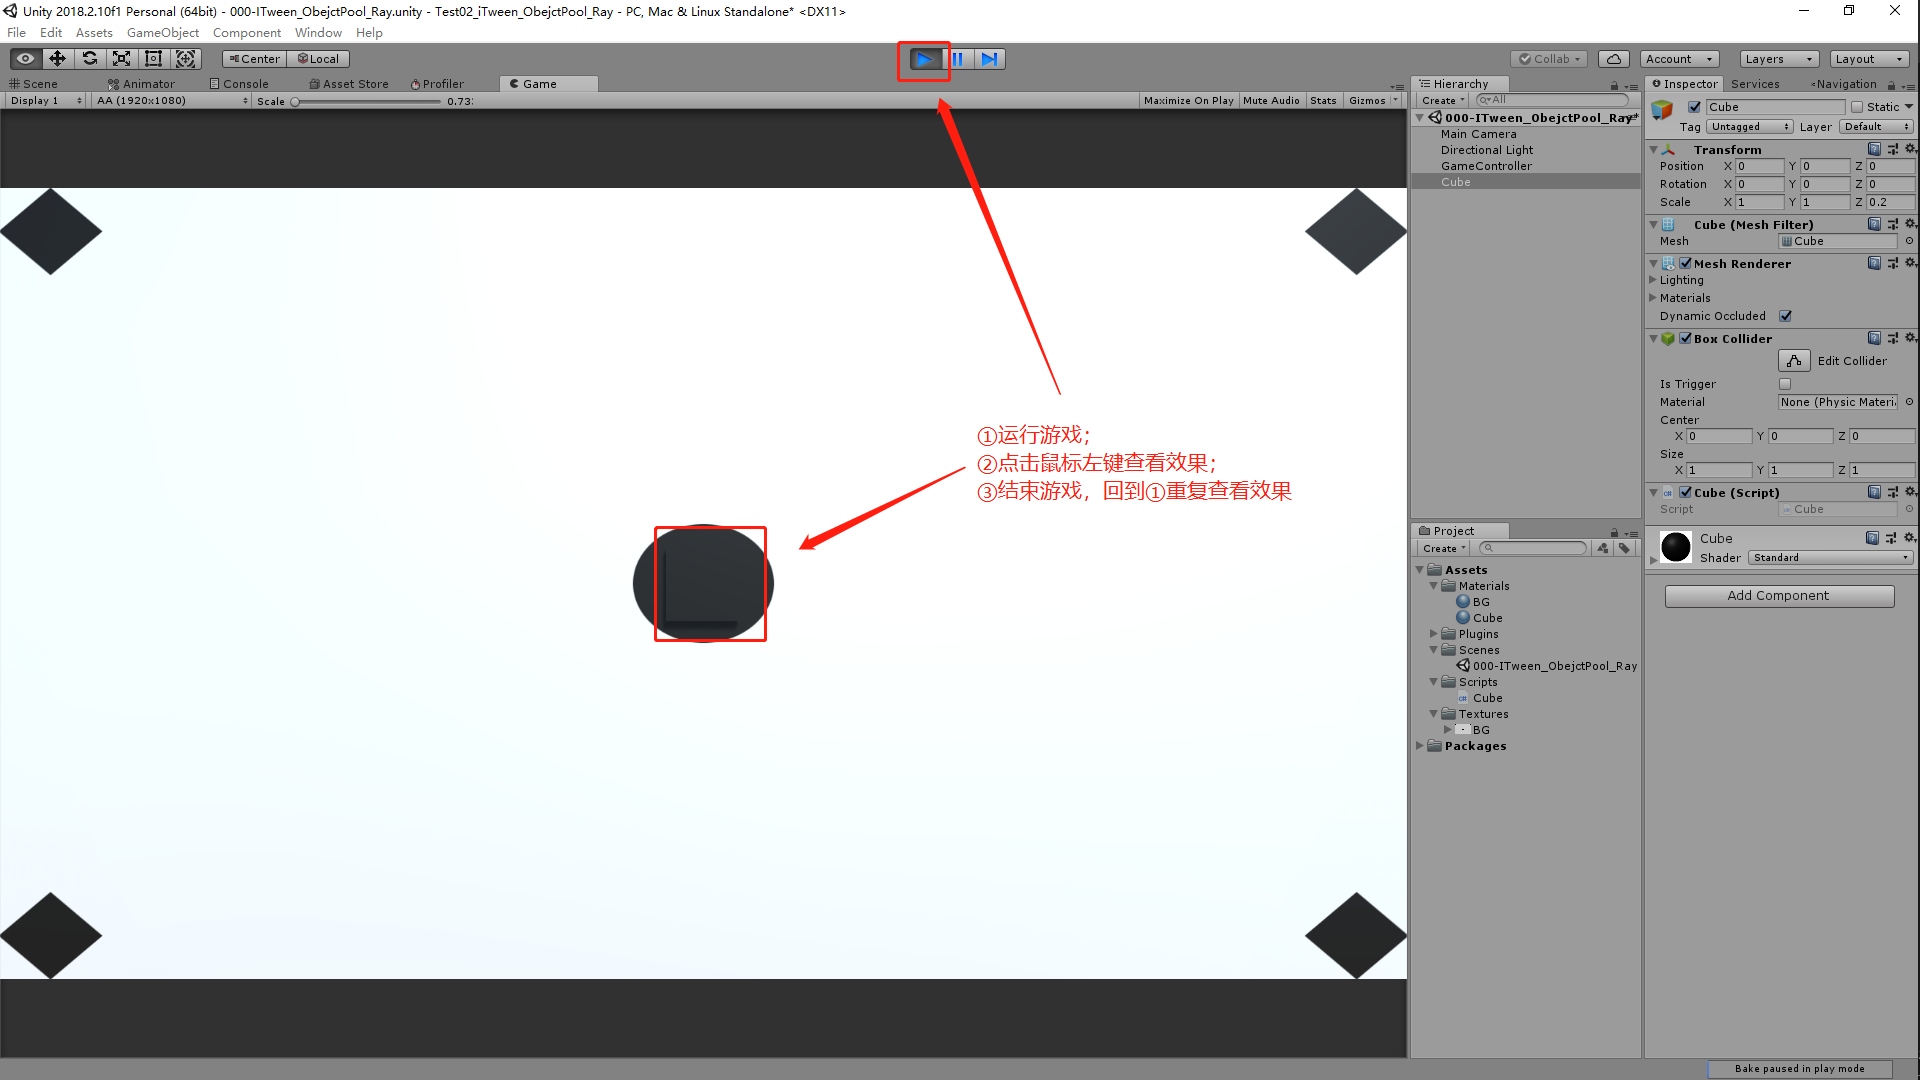 Unity 2018.2.10f1 Personal (64bit) - 000-ITween_ObejctPool_Ray.unity - Test02_iTween_ObejctPool_Ray - PC, Mac & Linux Standalone* <DX11>
File Edit Assets GameObject Component Window Help
Center Local Collab Account Layers Layout
Scene Animator Console Asset Store Profiler Game
Display 1 AA (1920x1080) Scale 0.73 Maximize On Play Mute Audio Stats Gizmos
①运行游戏；
②点击鼠标左键查看效果；
③结束游戏，回到①重复查看效果
Hierarchy
Create All
000-ITween_ObejctPool_Ray*
Main Camera
Directional Light
GameController
Cube
Project
Create
Assets
Materials
BG
Cube
Plugins
Scenes
000-ITween_ObejctPool_Ray
Scripts
Cube
Textures
BG
Packages
Inspector Services Navigation
Cube Static
Tag Untagged Layer Default
Transform
Position X 0 Y 0 Z 0
Rotation X 0 Y 0 Z 0
Scale X 1 Y 1 Z 0.2
Cube (Mesh Filter)
Mesh Cube
Mesh Renderer
Lighting
Materials
Dynamic Occluded
Box Collider
Edit Collider
Is Trigger
Material None (Physic Materi
Center
X 0 Y 0 Z 0
Size
X 1 Y 1 Z 1
Cube (Script)
Script Cube
Cube
Shader Standard
Add Component
Bake paused in play mode